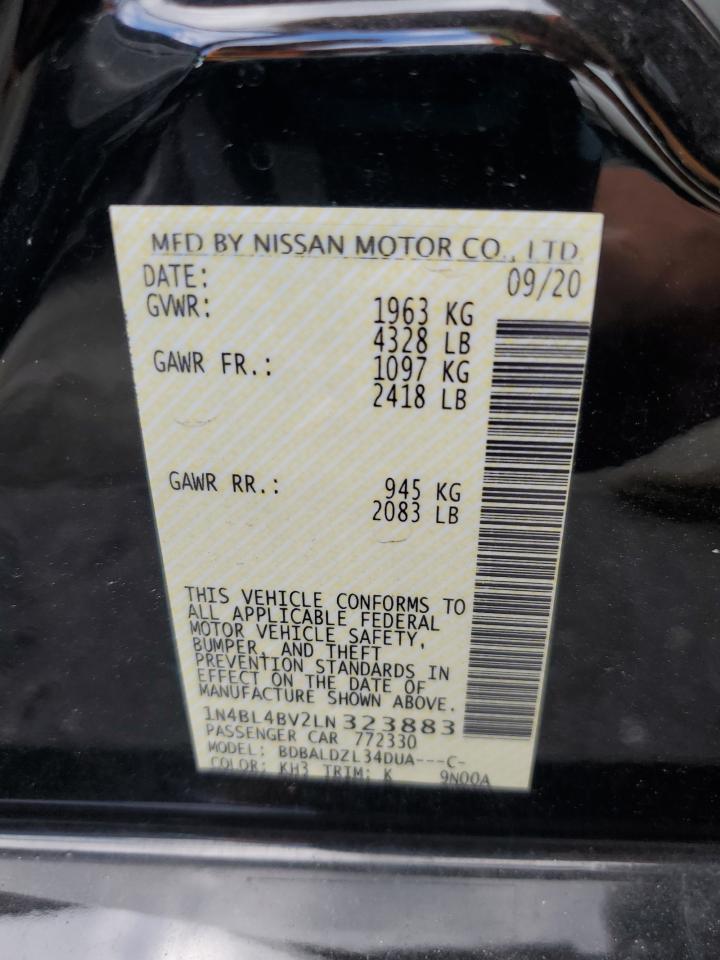 MFD BY NISSAN MOTOR CO., LTD.
DATE: 09/20
GVWR: 1963 KG
4328 LB
GAWR FR.: 1097 KG
2418 LB
GAWR RR.: 945 KG
2083 LB
THIS VEHICLE CONFORMS TO
ALL APPLICABLE FEDERAL
MOTOR VEHICLE SAFETY,
BUMPER, AND THEFT
PREVENTION STANDARDS IN
EFFECT ON THE DATE OF
MANUFACTURE SHOWN ABOVE.
1N4BL4BV2LN323883
PASSENGER CAR 772330
MODEL: BDBALDZL34DUA---C-
COLOR: KH3 TRIM: K 9N00A